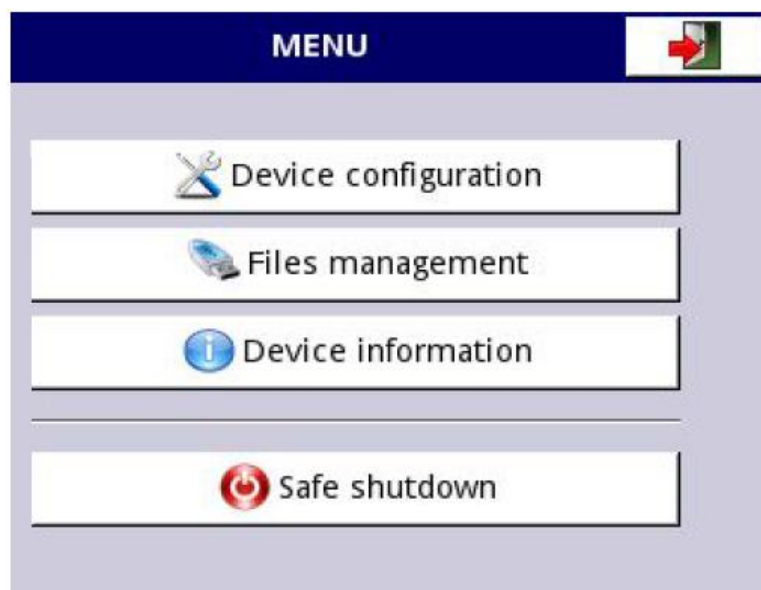 MENU
Device configuration
Files management
Device information
Safe shutdown